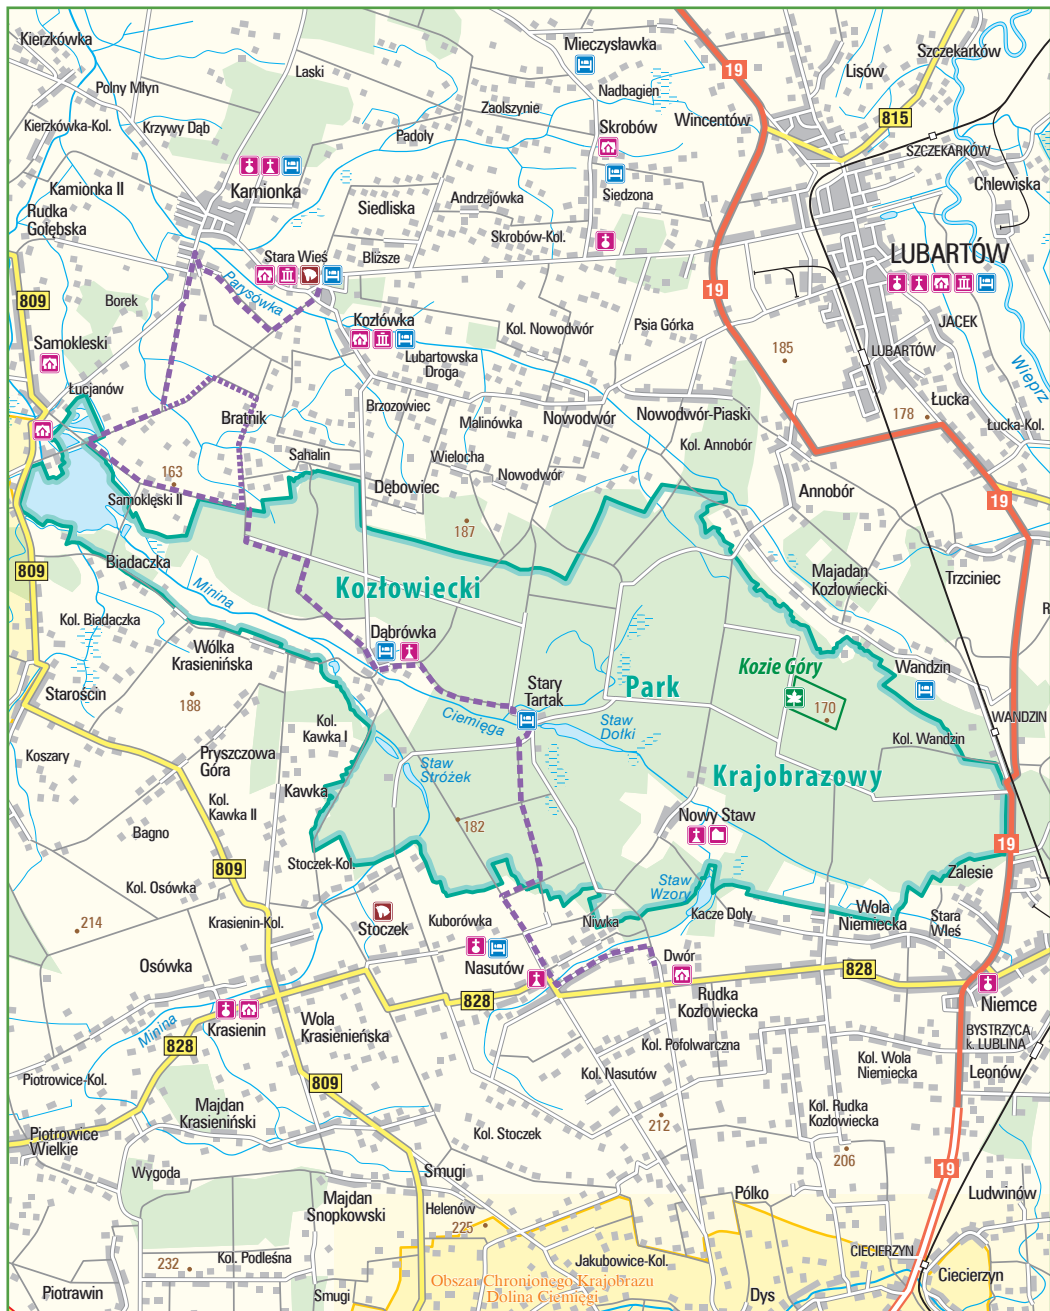 Kierzkówka
Mieczysławka
Szczekarków
Laski
Lisów
19
Polny Młyn
Nadbagien
Zaolszynie
Wincentów
815
Kierzkówka-Kol.
Krzywy Dąb
Padoly
Skrobów
SZCZEKARKÓW
Kamionka II
Kamionka
Siedliska
Andrzejówka
Siedzona
Chlewiska
Rudka
Gołębska
Skrobów-Kol.
Stara Wieś
Bliższe
LUBARTÓW
Parysówka
19
809
Borek
Kozłówka
Kol. Nowodwór
Psia Górka
JACEK
Samokleski
Lubartowska
Droga
185
LUBARTÓW
Wieprz
Łucjanów
Brzozowiec
Łucka
Bratnik
Malinówka
Nowodwór
Nowodwór-Piaski
178
Łucka-Kol.
Sahalin
Wielocha
Kol. Annobór
163
Nowodwór
Dębowiec
Annobór
19
Samoklęski II
187
Biadaczka
809
Majadan
Kozłowiecki
Trzciniec
Minina
Kozłowiecki
Kol. Biadaczka
Dąbrówka
R
Wólka
Krasienińska
Kozie Góry
Wandzin
Starościn
188
Stary
Tartak
Park
170
WANDZIN
Kol.
Kawka I
Ciemięga
Staw
Dołki
Kol. Wandzin
Koszary
Pryszczowa
Góra
Staw
Stróżek
Krajobrazowy
Kawka
Kol.
Kawka II
Nowy Staw
Bagno
182
19
Stoczek-Kol.
809
Zalesie
Kol. Osówka
Staw
Wzory
Kuborówka
Niwka
Kacze Doly
Wola
Niemiecka
Stara
Wleś
214
Krasienin-Kol.
Stoczek
Osówka
Nasutów
Dwór
828
828
Rudka
Kozłowiecka
Niemce
Krasienin
Wola
Krasienieńska
Minina
828
Kol. Pofolwarczna
BYSTRZYCA
k. LUBLINA
Kol. Wola
Niemiecka
Leonów
Piotrowice-Kol.
809
Kol. Nasutów
Majdan
Krasieniński
Kol. Rudka
Kozłowiecka
212
Piotrowice
Wielkie
Kol. Stoczek
206
Wygoda
Smugi
19
Majdan
Snopkowski
Pólko
Ludwinów
Helenów
225
232
Kol. Podleśna
Jakubowice-Kol.
CIECIERZYN
Obszar Chronionego Krajobrazu
Dolina Ciemięgi
Ciecierzyn
Piotrawin
Smugi
Dys